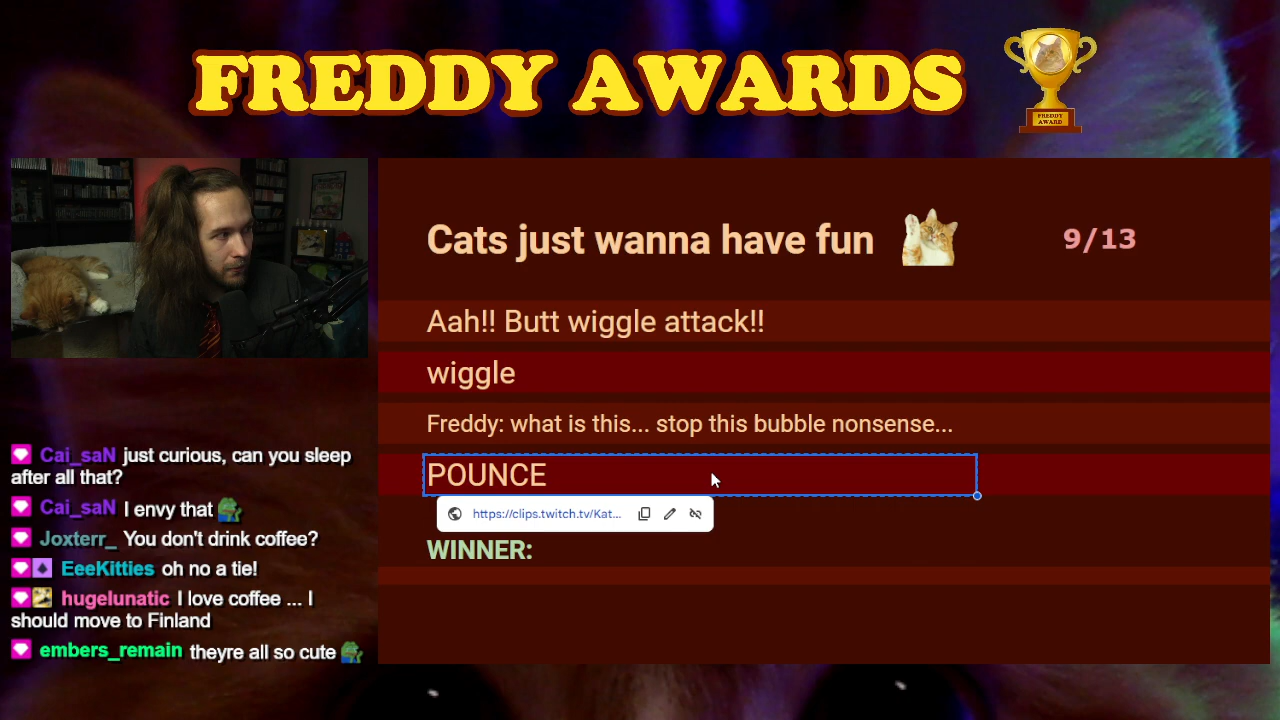 FREDDY AWARDS
FREDDY
AWARD
Cats just wanna have fun
9/13
Aah!! Butt wiggle attack!!
wiggle
Freddy: what is this... stop this bubble nonsense...
POUNCE
https://clips.twitch.tv/Kat...
WINNER:
Cai_saN just curious, can you sleep
after all that?
Cai_saN I envy that
Joxterr_ You don't drink coffee?
EeeKitties oh no a tie!
hugelunatic I love coffee ... I
should move to Finland
embers_remain theyre all so cute